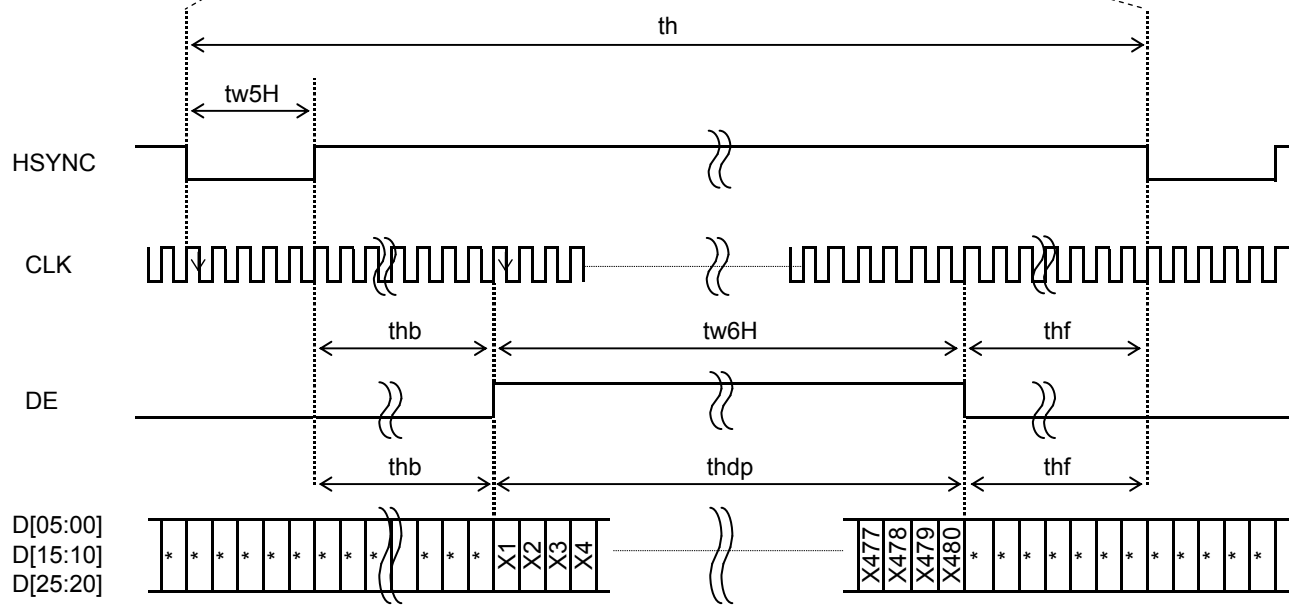 th
tw5H
HSYNC
CLK
thb tw6H thf
DE
thb thdp thf
D[05:00]
D[15:10]
D[25:20]
* * * * * * * * * * * * X1 X2 X3 X4 X477 X478 X479 X480 * * * * * * * * * * * *